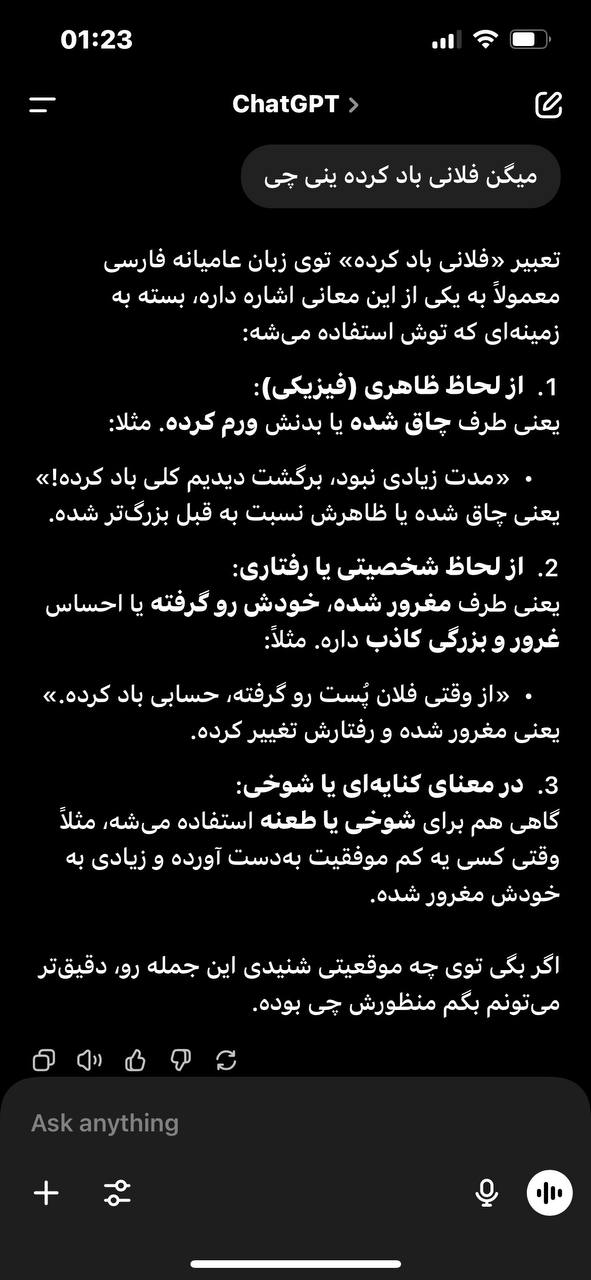 01:23
ChatGPT
میگن فلانی باد کرده ینی چی
تعبیر «فلانی باد کرده» توی زبان عامیانه فارسی
معمولاً به یکی از این معانی اشاره داره، بسته به
زمینه‌ای که توش استفاده می‌شه:
1. از لحاظ ظاهری (فیزیکی):
یعنی طرف چاق شده یا بدنش ورم کرده. مثلا:
• «مدت زیادی نبود، برگشت دیدیم کلی باد کرده!»
یعنی چاق شده یا ظاهرش نسبت به قبل بزرگ‌تر شده.
2. از لحاظ شخصیتی یا رفتاری:
یعنی طرف مغرور شده، خودش رو گرفته یا احساس
غرور و بزرگی کاذب داره. مثلاً:
• «از وقتی فلان پُست رو گرفته، حسابی باد کرده.»
یعنی مغرور شده و رفتارش تغییر کرده.
3. در معنای کنایه‌ای یا شوخی:
گاهی هم برای شوخی یا طعنه استفاده می‌شه، مثلاً
وقتی کسی یه کم موفقیت به‌دست آورده و زیادی به
خودش مغرور شده.
اگر بگی توی چه موقعیتی شنیدی این جمله رو، دقیق‌تر
می‌تونم بگم منظورش چی بوده.
Ask anything